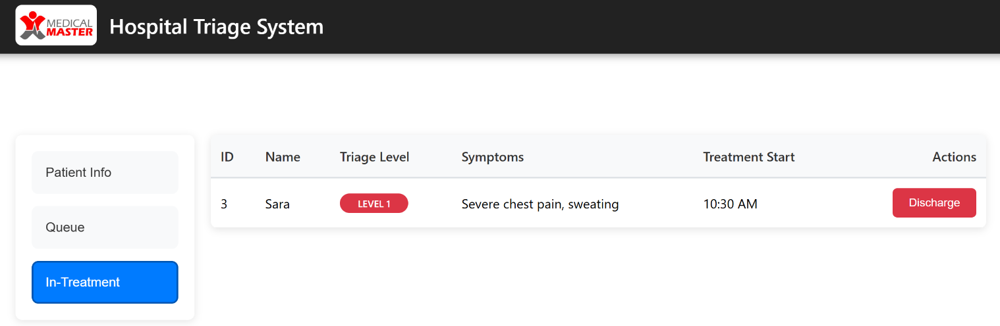 MEDICAL
MASTER
Hospital Triage System
Patient Info
Queue
In-Treatment
ID Name Triage Level Symptoms Treatment Start Actions
3 Sara LEVEL 1 Severe chest pain, sweating 10:30 AM Discharge